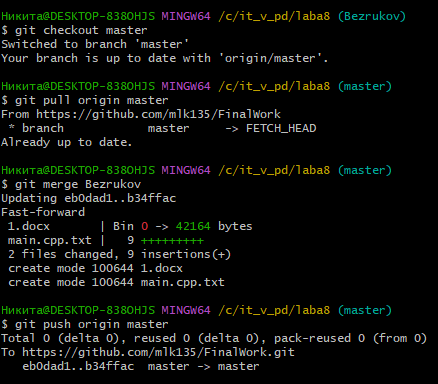 Никита@DESKTOP-838OHJS MINGW64 /c/it_v_pd/laba8 (Bezrukov)
$ git checkout master
Switched to branch 'master'
Your branch is up to date with 'origin/master'.
Никита@DESKTOP-838OHJS MINGW64 /c/it_v_pd/laba8 (master)
$ git pull origin master
From https://github.com/mlk135/FinalWork
 * branch            master     -> FETCH_HEAD
Already up to date.
Никита@DESKTOP-838OHJS MINGW64 /c/it_v_pd/laba8 (master)
$ git merge Bezrukov
Updating eb0dad1..b34ffac
Fast-forward
 1.docx       | Bin 0 -> 42164 bytes
 main.cpp.txt |   9 +++++++++
 2 files changed, 9 insertions(+)
 create mode 100644 1.docx
 create mode 100644 main.cpp.txt
Никита@DESKTOP-838OHJS MINGW64 /c/it_v_pd/laba8 (master)
$ git push origin master
Total 0 (delta 0), reused 0 (delta 0), pack-reused 0 (from 0)
To https://github.com/mlk135/FinalWork.git
   eb0dad1..b34ffac  master -> master